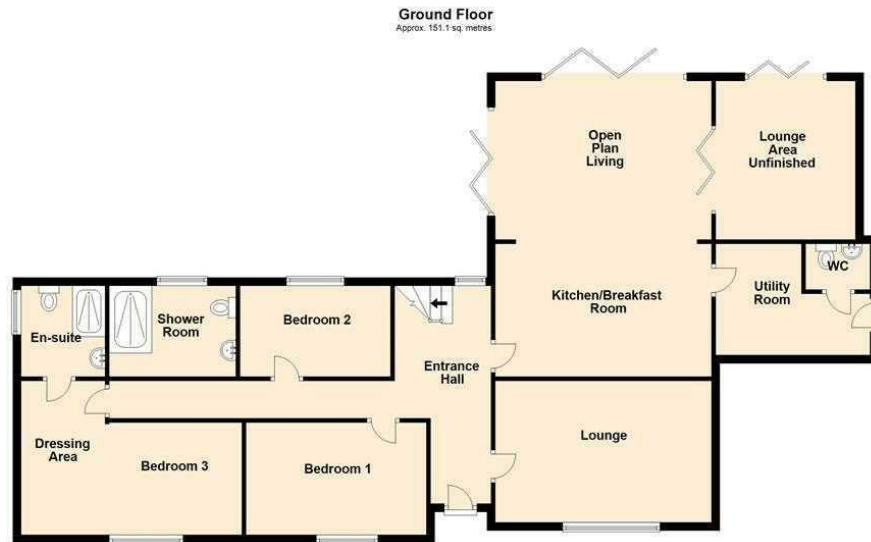 Ground Floor
Approx. 151.1 sq. metres
Open
Plan
Living
Lounge
Area
Unfinished
WC
Utility
Room
Kitchen/Breakfast
Room
En-suite
Shower
Room
Bedroom 2
Entrance
Hall
Dressing
Area
Bedroom 3
Bedroom 1
Lounge